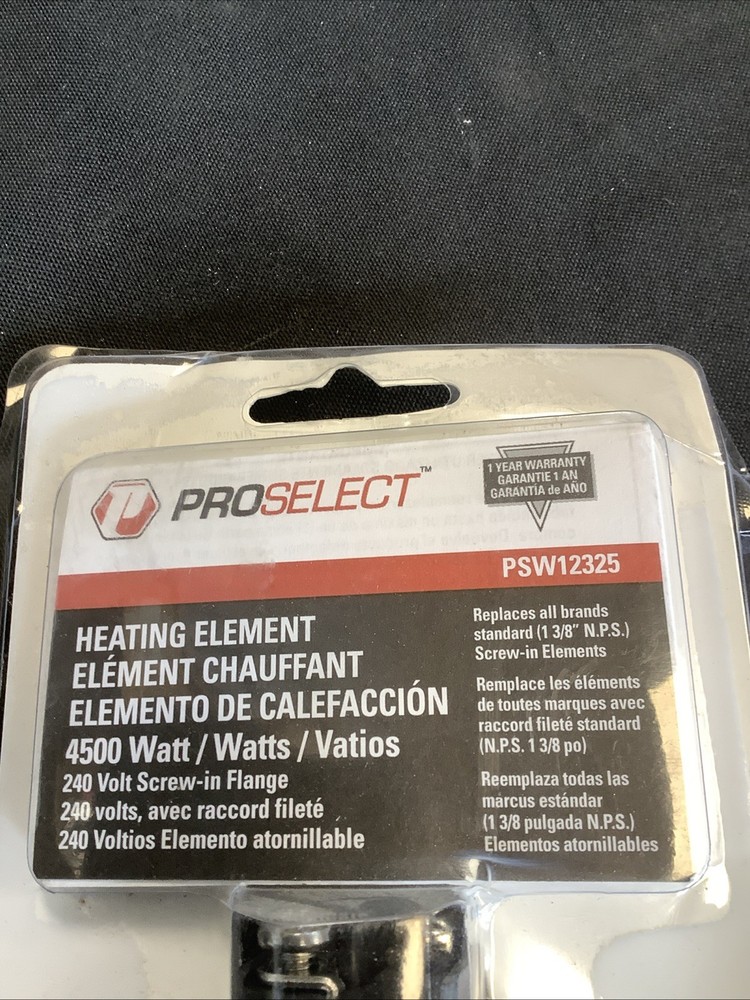 PROSELECT™
1 YEAR WARRANTY
GARANTIE 1 AN
GARANTÍA de AÑO
PSW12325
HEATING ELEMENT
ELÉMENT CHAUFFANT
ELEMENTO DE CALEFACCIÓN
4500 Watt / Watts / Vatios
240 Volt Screw-in Flange
240 volts, avec raccord fileté
240 Voltios Elemento atornillable
Replaces all brands
standard (1 3/8" N.P.S.)
Screw-in Elements
Remplace les éléments
de toutes marques avec
raccord fileté standard
(N.P.S. 1 3/8 po)
Reemplaza todas las
marcus estándar
(1 3/8 pulgada N.P.S.)
Elementos atornillables